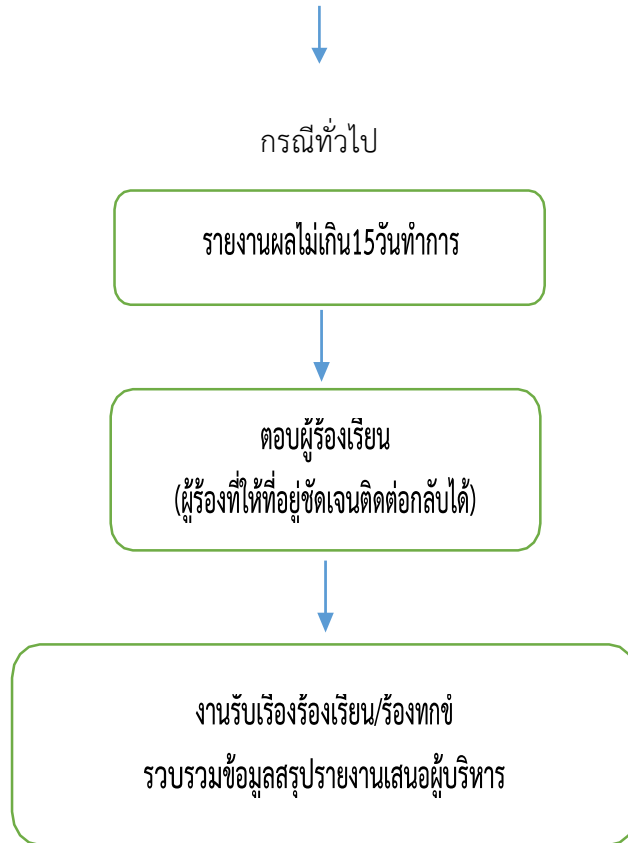 กรณีทั่วไป
รายงานผลไม่เกิน15วันทำการ
ตอบผู้ร้องเรียน
(ผู้ร้องที่ให้ที่อยู่ชัดเจนติดต่อกลับได้)
งานรับเรื่องร้องเรียน/ร้องทกข์
รวบรวมข้อมูลสรุปรายงานเสนอผู้บริหาร